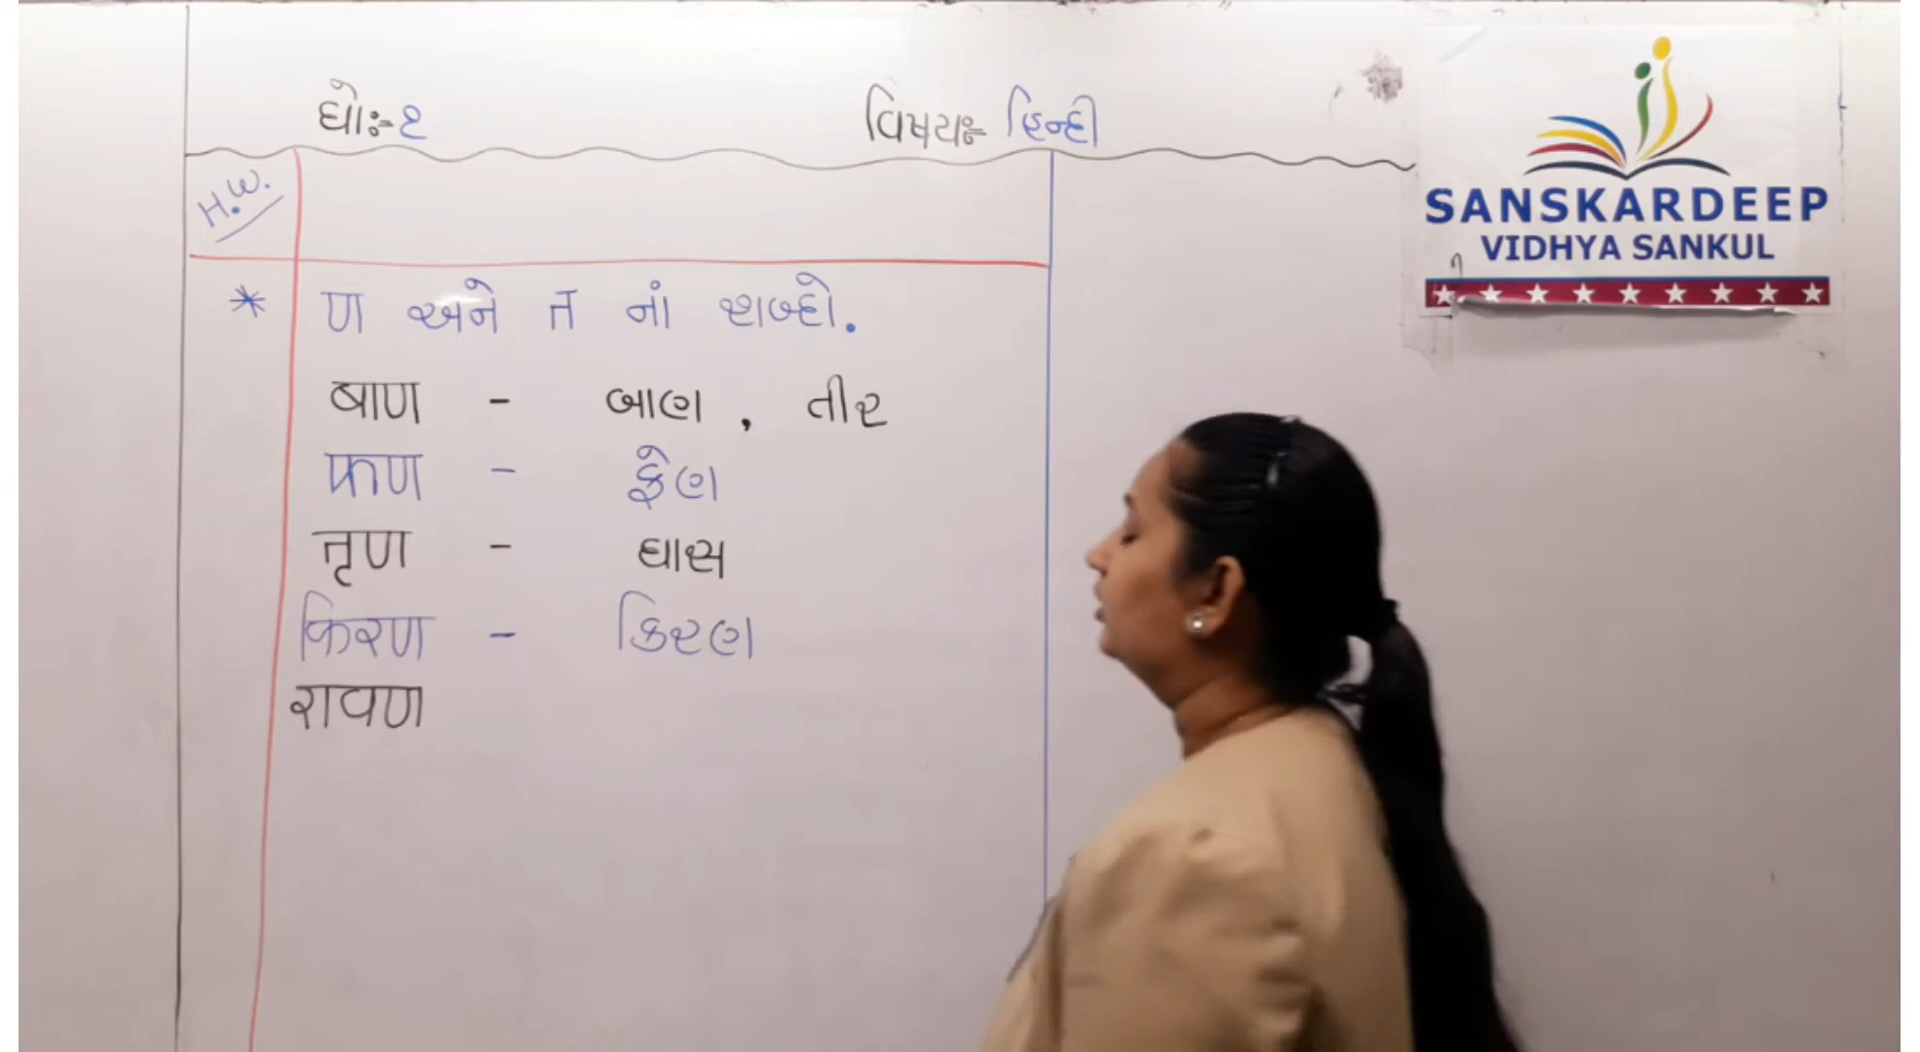 ધો:-૨ વિષય:- હિન્દી
H.W.
* ण અને त નાં શબ્દો.
बाण - બાણ, તીર
फण - ફેણ
तृण - ઘાસ
किरण - કિરણ
रावण
SANSKARDEEP
VIDHYA SANKUL